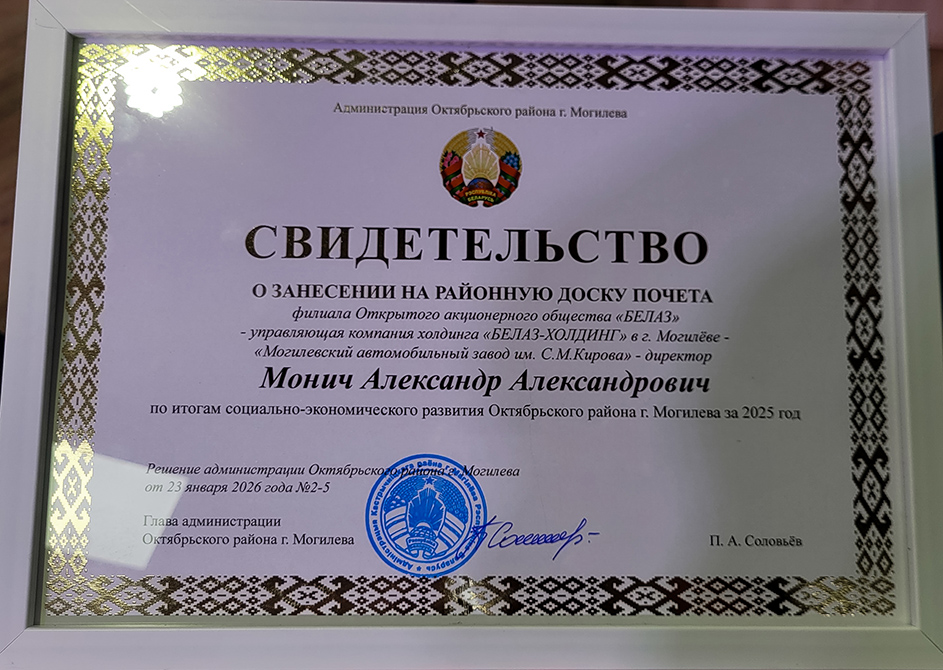 Администрация Октябрьского района г. Могилева
РЭСПУБЛІКА
БЕЛАРУСЬ
СВИДЕТЕЛЬСТВО
О ЗАНЕСЕНИИ НА РАЙОННУЮ ДОСКУ ПОЧЕТА
филиала Открытого акционерного общества «БЕЛАЗ»
- управляющая компания холдинга «БЕЛАЗ-ХОЛДИНГ» в г. Могилёве -
«Могилевский автомобильный завод им. С.М.Кирова» - директор
Монич Александр Александрович
по итогам социально-экономического развития Октябрьского района г. Могилева за 2025 год
Решение администрации Октябрьского района г. Могилева
от 23 января 2026 года №2-5
Глава администрации
Октябрьского района г. Могилева
П. А. Соловьёв